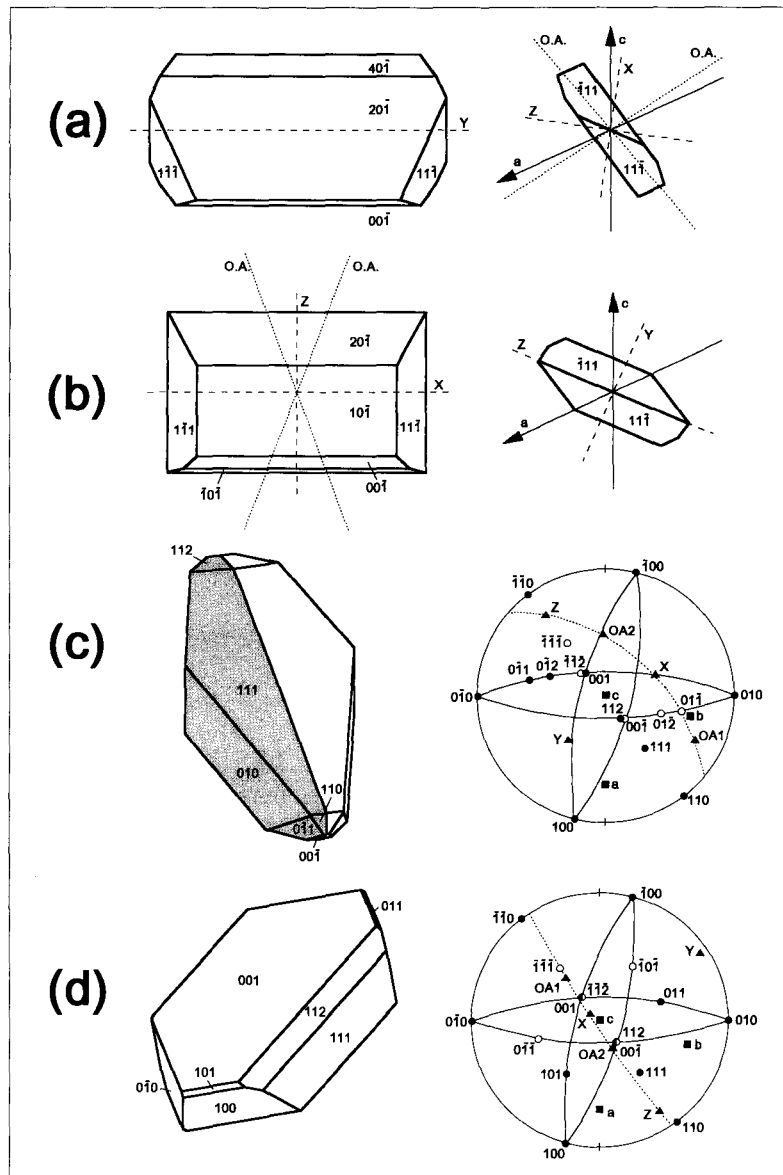 O.A.
c
O.A.
X
401̄
201̄
1̄11
(a)
Y
Z
11̄1̄
11̄1
a
111̄
001̄
O.A.
O.A.
Z
c
Y
201̄
Z
1̄11
(b)
X
101̄
11̄1
111̄
a
111̄
1̄01̄
001̄
112
1̄00
1̄1̄0
Z
OA2
(c)
1̄1̄1̄
X
01̄1
01̄2
1̄1̄2̄
001
011̄
01̄0
c
010
111
112
001̄
012̄
b
Y
111
OA1
010
110
a
01̄1
001̄
100
110
011
1̄00
1̄1̄0
Y
1̄1̄1̄
1̄01̄
OA1
1̄1̄2̄
011
001
001
(d)
01̄0
X
c
010
112
112
111
01̄1̄
OA2
001̄
b
101
101
111
01̄0
100
a
Z
110
100